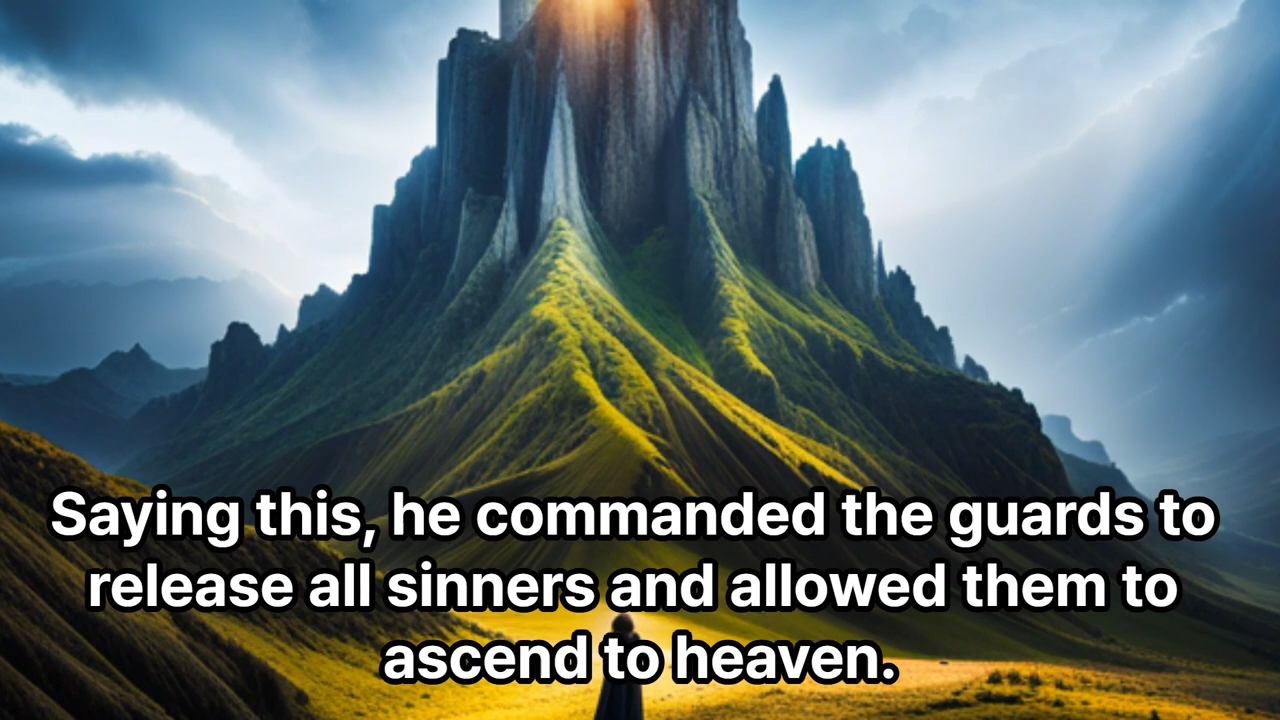 Saying this, he commanded the guards to
release all sinners and allowed them to
ascend to heaven.